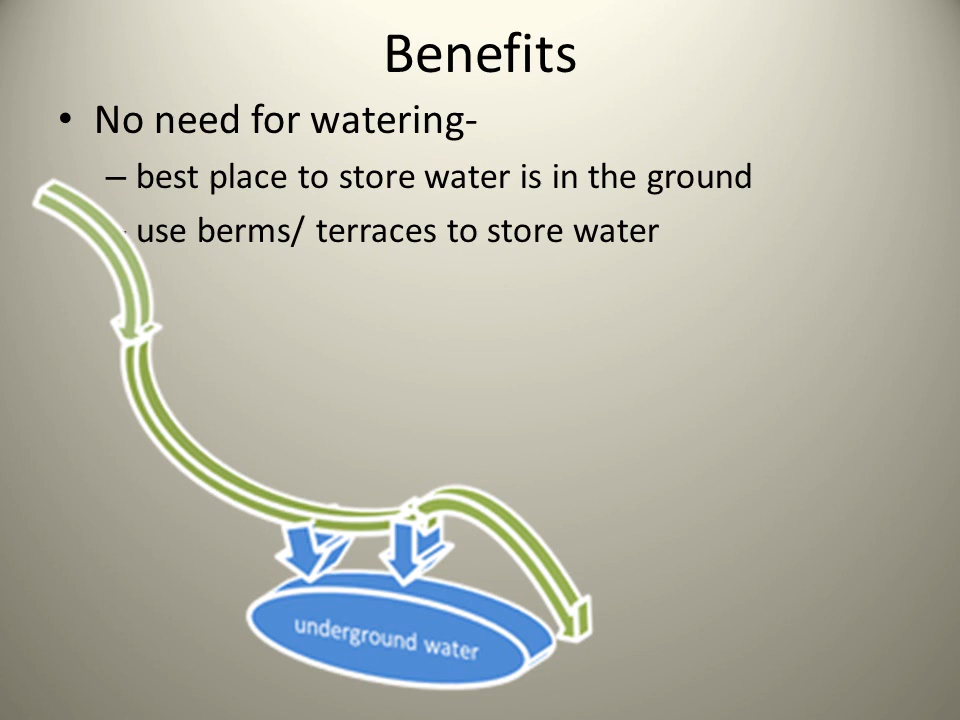 Benefits
• No need for watering-
– best place to store water is in the ground
– use berms/ terraces to store water
underground water